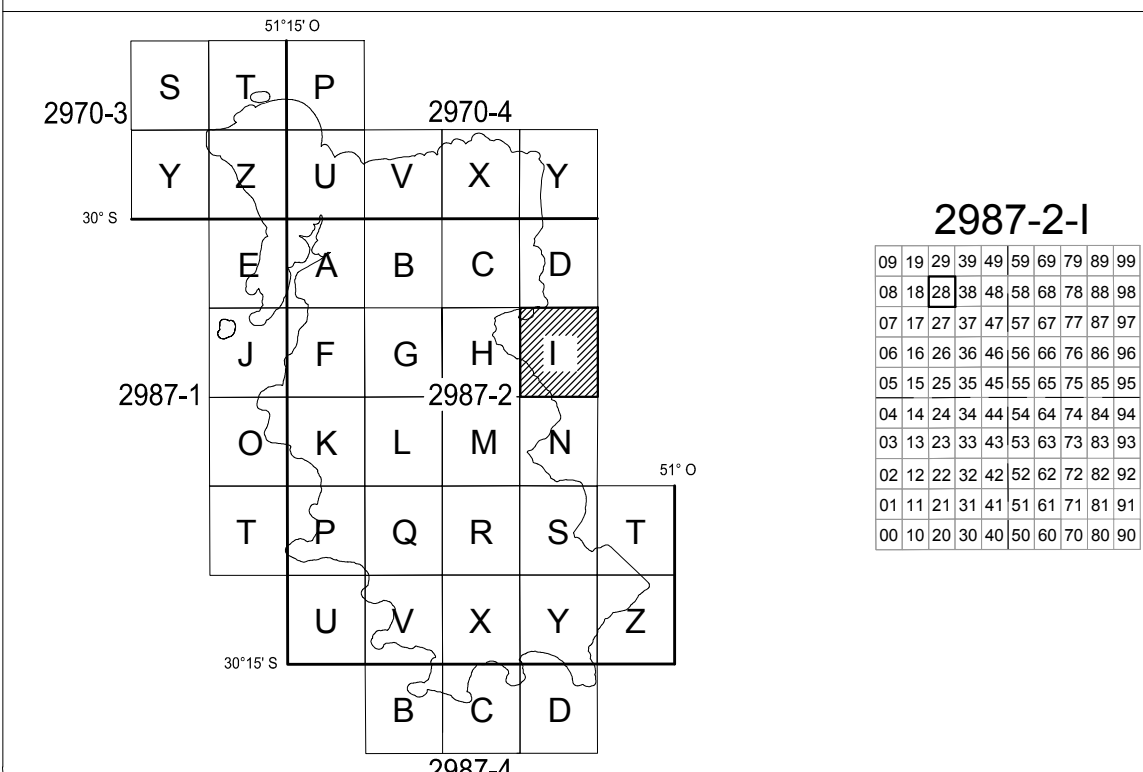 51°15' O
S T P
2970-3 2970-4
Y Z U V X Y
30° S
E A B C D
J F G H I
2987-1 2987-2
O K L M N
51° O
T P Q R S T
U V X Y Z
30°15' S
B C D
2987-4
2987-2-I
09 19 29 39 49 59 69 79 89 99
08 18 28 38 48 58 68 78 88 98
07 17 27 37 47 57 67 77 87 97
06 16 26 36 46 56 66 76 86 96
05 15 25 35 45 55 65 75 85 95
04 14 24 34 44 54 64 74 84 94
03 13 23 33 43 53 63 73 83 93
02 12 22 32 42 52 62 72 82 92
01 11 21 31 41 51 61 71 81 91
00 10 20 30 40 50 60 70 80 90